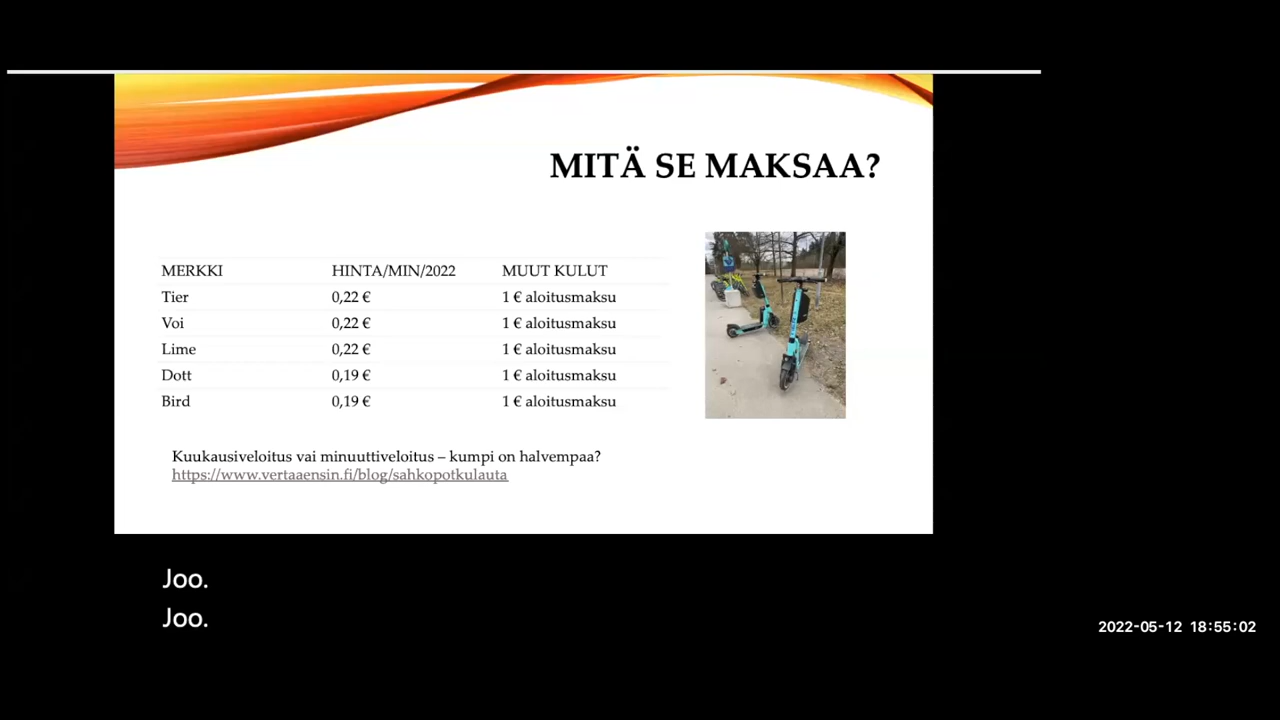 MITÄ SE MAKSAA?
MERKKI HINTA/MIN/2022 MUUT KULUT
Tier 0,22 € 1 € aloitusmaksu
Voi 0,22 € 1 € aloitusmaksu
Lime 0,22 € 1 € aloitusmaksu
Dott 0,19 € 1 € aloitusmaksu
Bird 0,19 € 1 € aloitusmaksu
Kuukausiveloitus vai minuuttiveloitus – kumpi on halvempaa?
https://www.vertaaensin.fi/blog/sahkopotkulauta
Joo.
Joo.
2022-05-12 18:55:02